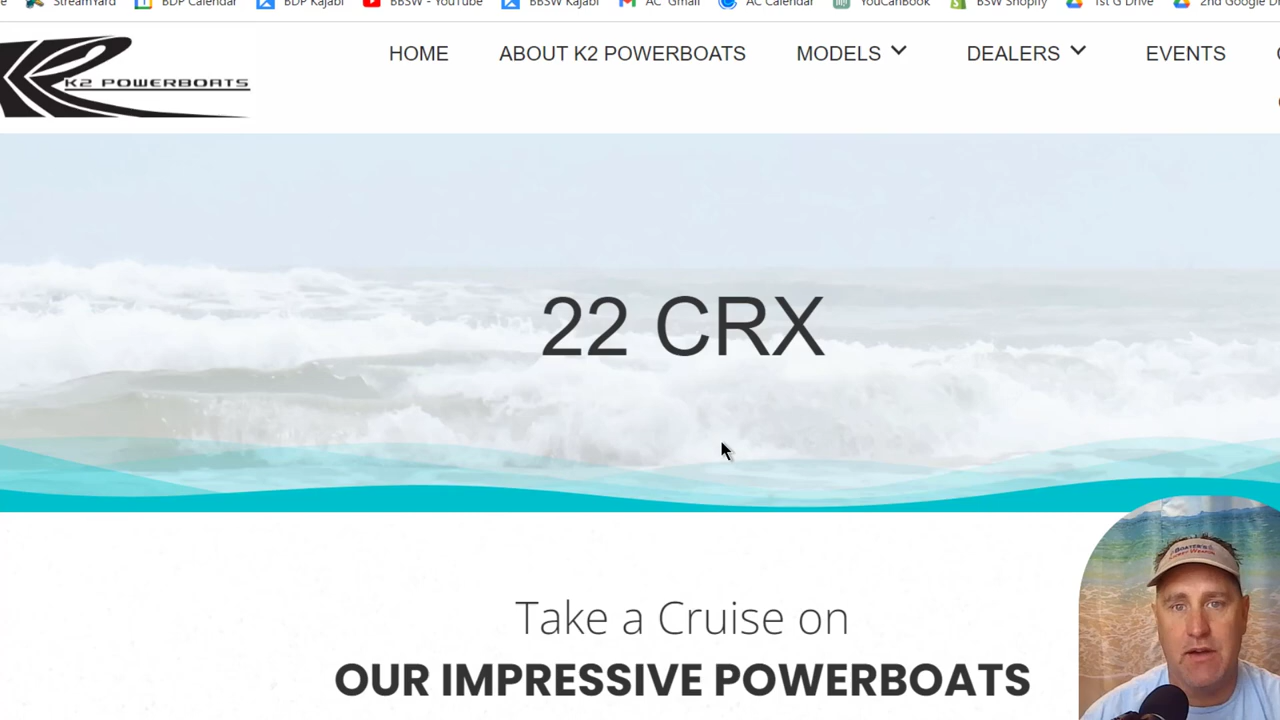 StreamYard BDP Calendar BDP Kajabi BBSW - YouTube BBSW Kajabi AC Gmail AC Calendar YouCanBook BSW Shopify 1st G Drive 2nd Google
K2 POWERBOATS
HOME ABOUT K2 POWERBOATS MODELS DEALERS EVENTS
22 CRX
Take a Cruise on
OUR IMPRESSIVE POWERBOATS